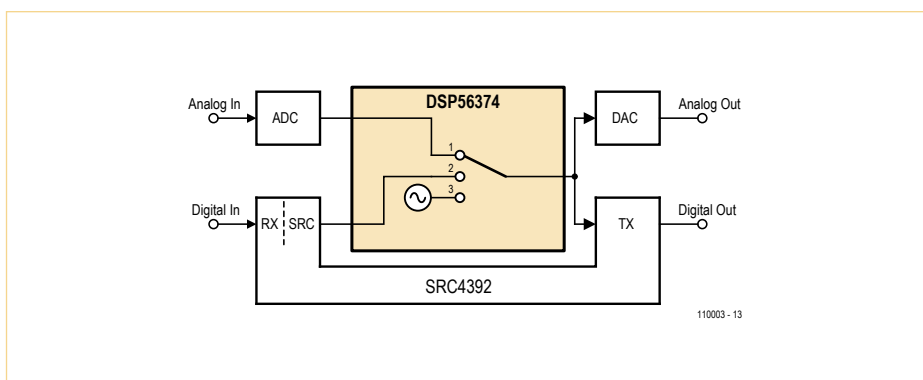 DSP56374
Analog In
ADC
DAC
Analog Out
1
2
3
Digital In
RX
SRC
TX
Digital Out
SRC4392
110003 - 13